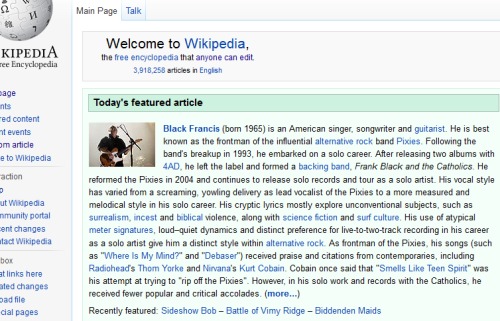 Main Page Talk
IKIPEDIA
ree Encyclopedia
Welcome to Wikipedia,
the free encyclopedia that anyone can edit.
3,918,258 articles in English
page
ents
red content
nt events
om article
e to Wikipedia
raction
p
ut Wikipedia
munity portal
cent changes
tact Wikipedia
box
at links here
ated changes
oad file
cial pages
Today's featured article
Black Francis (born 1965) is an American singer, songwriter and guitarist. He is best
known as the frontman of the influential alternative rock band Pixies. Following the
band's breakup in 1993, he embarked on a solo career. After releasing two albums with
4AD, he left the label and formed a backing band, Frank Black and the Catholics. He
reformed the Pixies in 2004 and continues to release solo records and tour as a solo artist. His vocal style
has varied from a screaming, yowling delivery as lead vocalist of the Pixies to a more measured and
melodical style in his solo career. His cryptic lyrics mostly explore unconventional subjects, such as
surrealism, incest and biblical violence, along with science fiction and surf culture. His use of atypical
meter signatures, loud–quiet dynamics and distinct preference for live-to-two-track recording in his career
as a solo artist give him a distinct style within alternative rock. As frontman of the Pixies, his songs (such
as "Where Is My Mind?" and "Debaser") received praise and citations from contemporaries, including
Radiohead's Thom Yorke and Nirvana's Kurt Cobain. Cobain once said that "Smells Like Teen Spirit" was
his attempt at trying to "rip off the Pixies". However, in his solo work and records with the Catholics, he
received fewer popular and critical accolades. (more...)
Recently featured: Sideshow Bob – Battle of Vimy Ridge – Biddenden Maids